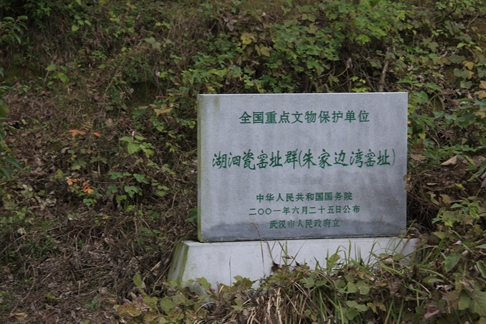 全国重点文物保护单位
湖泗瓷窑址群(朱家边湾窑址)
中华人民共和国国务院
二〇〇一年六月二十五日公布
武汉市人民政府立